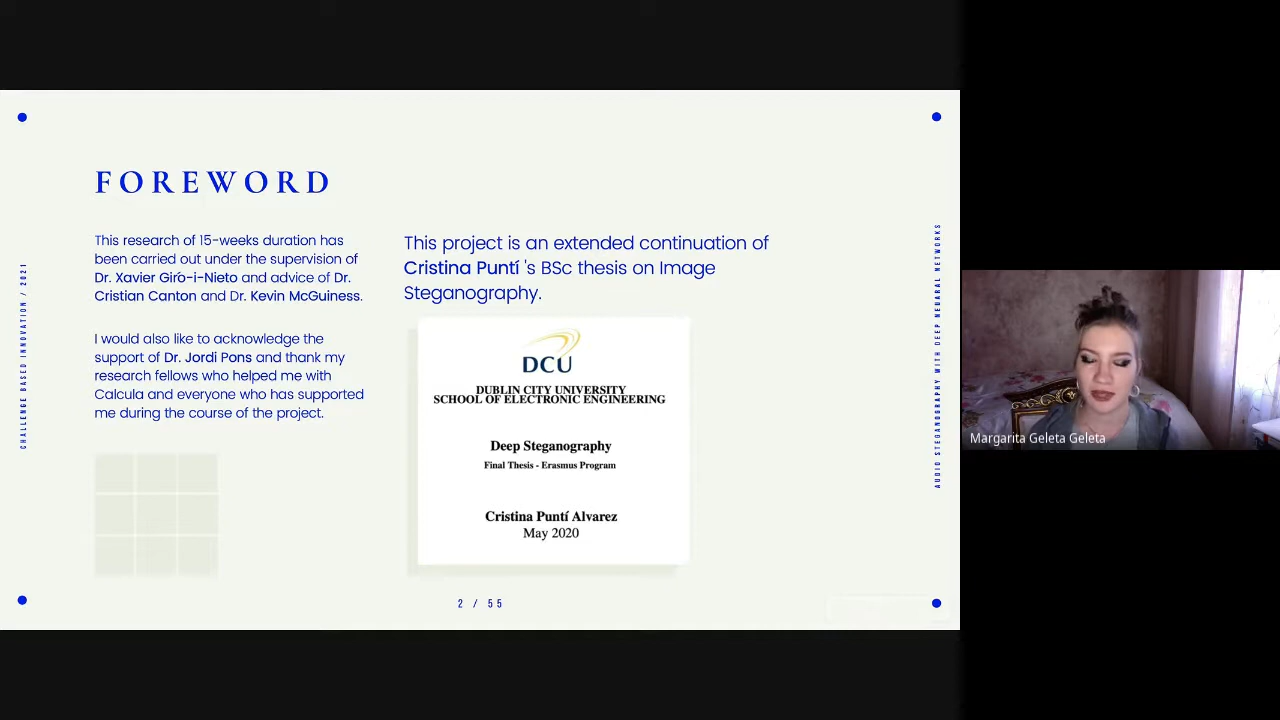 FOREWORD
This research of 15-weeks duration has
been carried out under the supervision of
Dr. Xavier Giró-i-Nieto and advice of Dr.
Cristian Canton and Dr. Kevin McGuiness.
I would also like to acknowledge the
support of Dr. Jordi Pons and thank my
research fellows who helped me with
Calcula and everyone who has supported
me during the course of the project.
This project is an extended continuation of
Cristina Puntí 's BSc thesis on Image
Steganography.
DCU
DUBLIN CITY UNIVERSITY
SCHOOL OF ELECTRONIC ENGINEERING
Deep Steganography
Final Thesis - Erasmus Program
Cristina Puntí Alvarez
May 2020
2 / 55
CHALLENGE BASED INNOVATION / 2021
AUDIO STEGANOGRAPHY WITH DEEP NEUARAL NETWORKS
Margarita Geleta Geleta